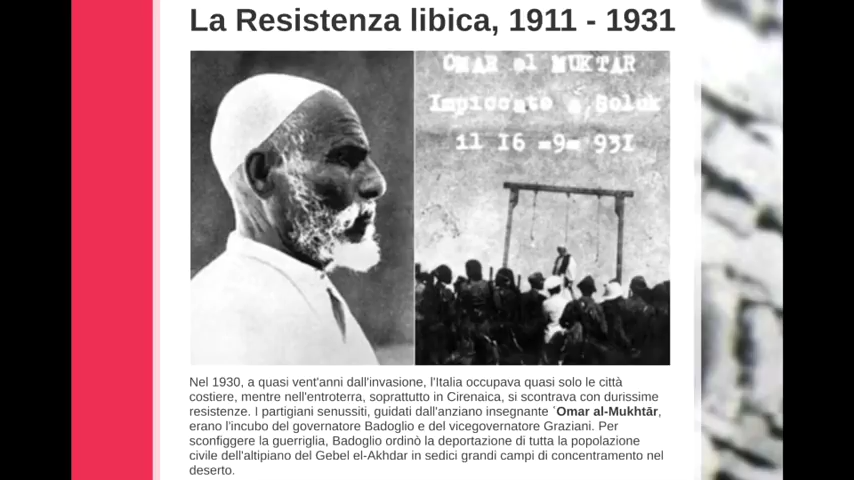 La Resistenza libica, 1911 - 1931
OMAR el MUKTAR
Impiccato a Soluk
il 16 =9= 931
Nel 1930, a quasi vent'anni dall'invasione, l'Italia occupava quasi solo le città
costiere, mentre nell'entroterra, soprattutto in Cirenaica, si scontrava con durissime
resistenze. I partigiani senussiti, guidati dall'anziano insegnante `Omar al-Mukhtār,
erano l'incubo del governatore Badoglio e del vicegovernatore Graziani. Per
sconfiggere la guerriglia, Badoglio ordinò la deportazione di tutta la popolazione
civile dell'altipiano del Gebel el-Akhdar in sedici grandi campi di concentramento nel
deserto.